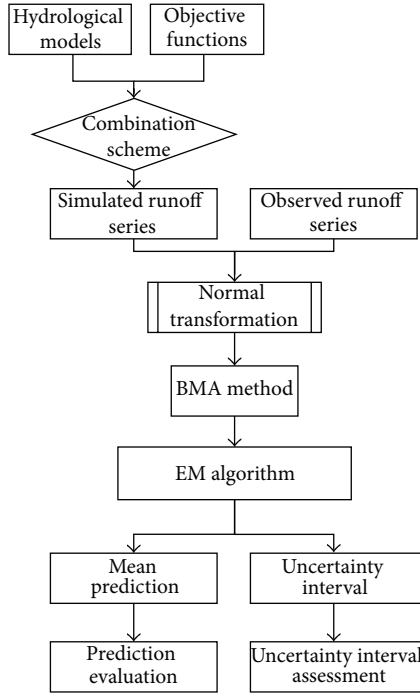 Hydrological
models
Objective
functions
Combination
scheme
Simulated runoff
series
Observed runoff
series
Normal
transformation
BMA method
EM algorithm
Mean
prediction
Uncertainty
interval
Prediction
evaluation
Uncertainty interval
assessment